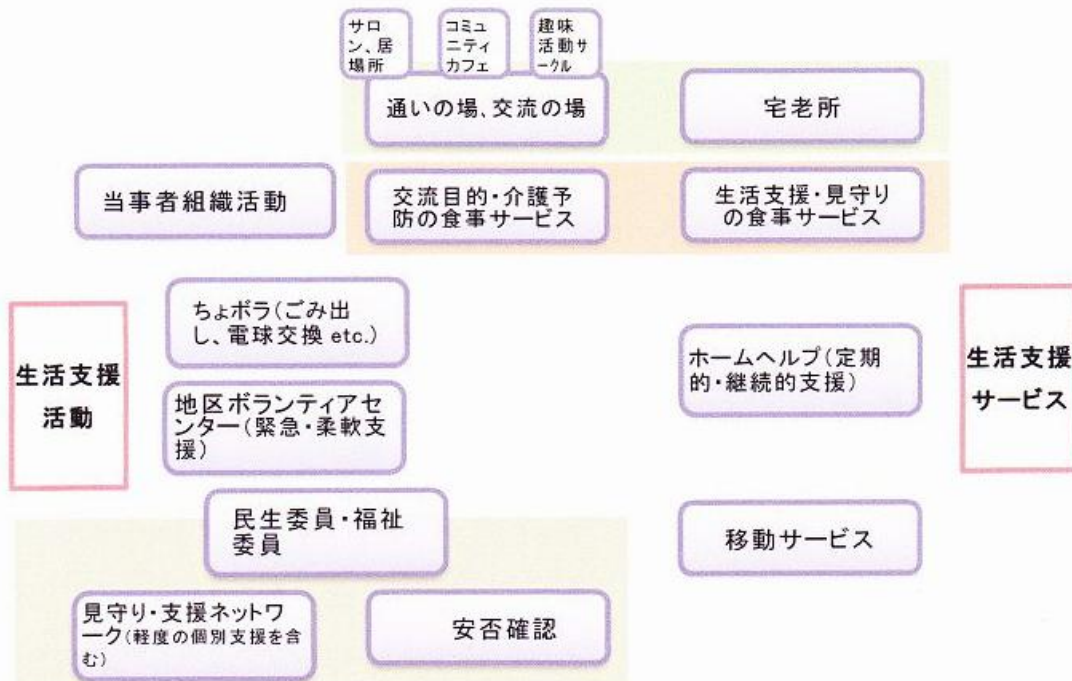 サロ
ン、居
場所
コミュ
ニティ
カフェ
趣味
活動サ
ークル
通いの場、交流の場
宅老所
当事者組織活動
交流目的・介護予
防の食事サービス
生活支援・見守り
の食事サービス
ちょボラ(ごみ出
し、電球交換 etc.)
生活支援
活動
地区ボランティアセ
ンター(緊急・柔軟支
援)
ホームヘルプ(定期
的・継続的支援)
生活支援
サービス
民生委員・福祉
委員
移動サービス
見守り・支援ネットワ
ーク(軽度の個別支援を含
む)
安否確認